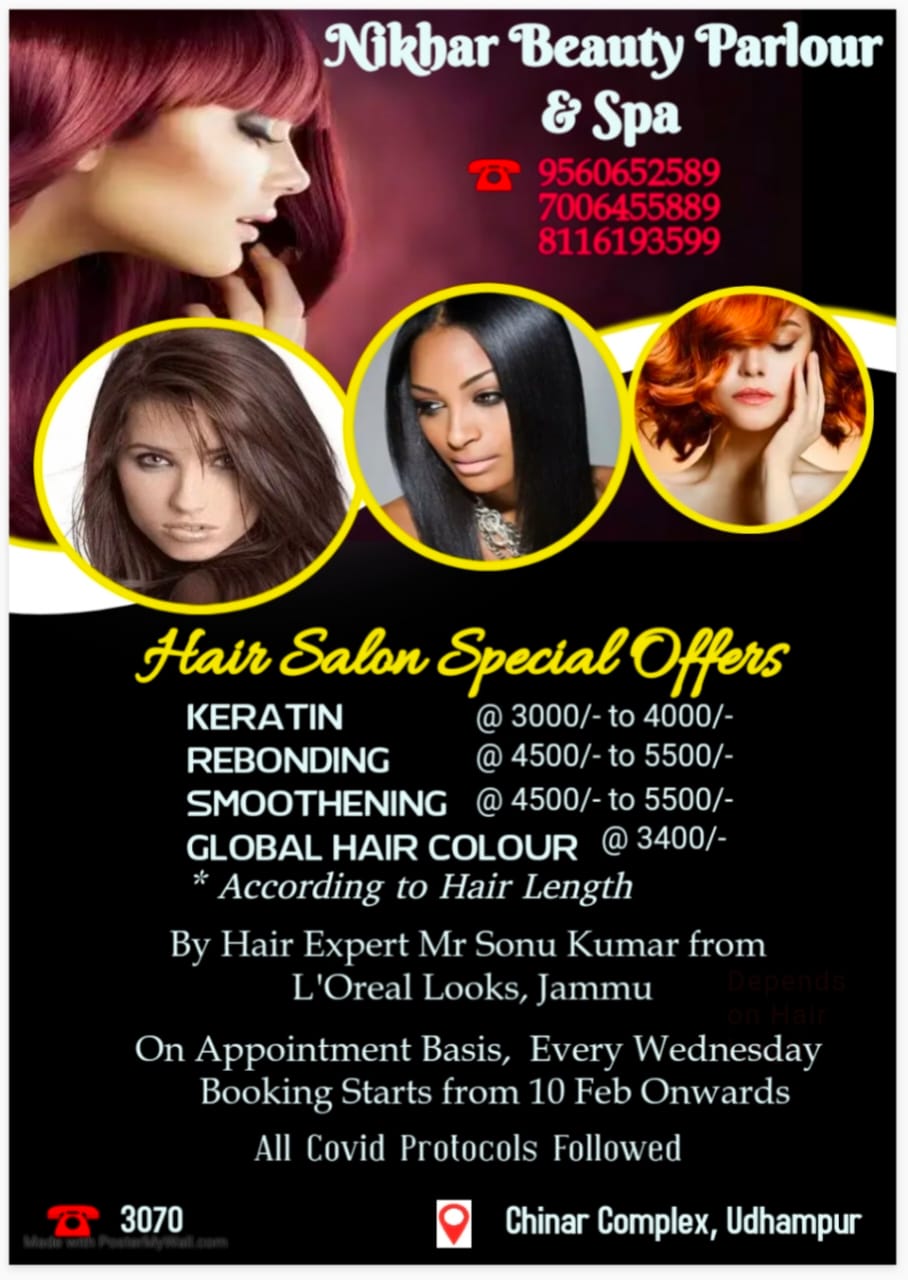 Nikhar Beauty Parlour
& Spa
9560652589
7006455889
8116193599
Hair Salon Special Offers
KERATIN @ 3000/- to 4000/-
REBONDING @ 4500/- to 5500/-
SMOOTHENING @ 4500/- to 5500/-
GLOBAL HAIR COLOUR @ 3400/-
* According to Hair Length
By Hair Expert Mr Sonu Kumar from
L'Oreal Looks, Jammu
Depends
on Hair
On Appointment Basis, Every Wednesday
Booking Starts from 10 Feb Onwards
All Covid Protocols Followed
3070
Chinar Complex, Udhampur
Made with PosterMyWall.com